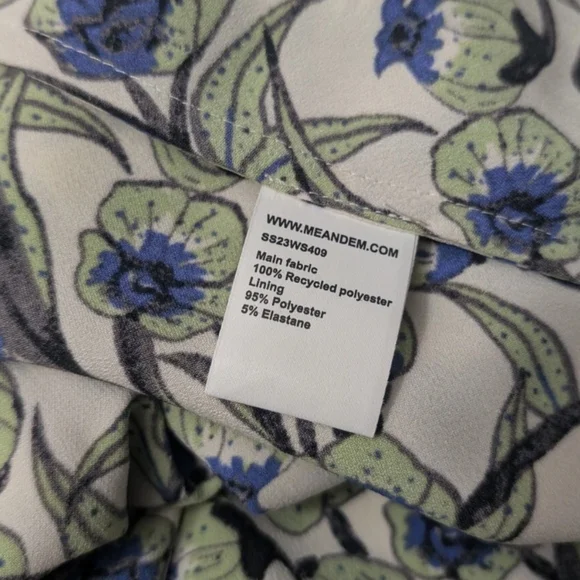 WWW.MEANDEM.COM
SS23WS409
Main fabric
100% Recycled polyester
Lining
95% Polyester
5% Elastane